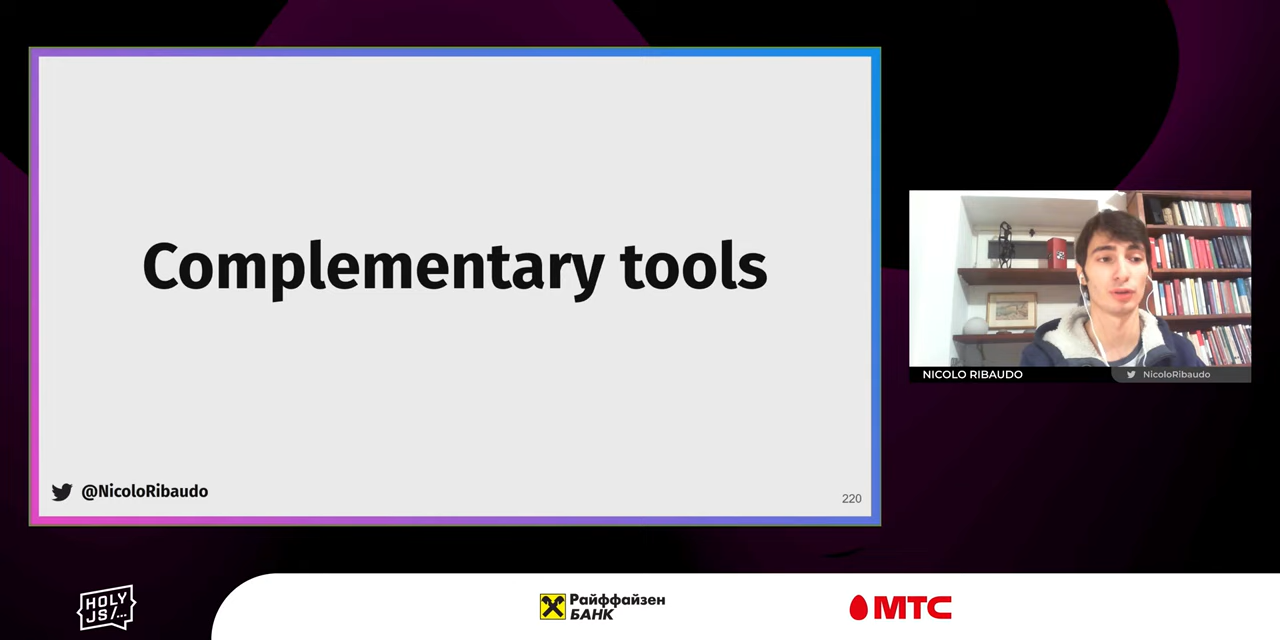 Complementary tools
@NicoloRibaudo
220
NICOLO RIBAUDO
NicoloRibaudo
HOLY
JS/...
Райффайзен
БАНК
МТС